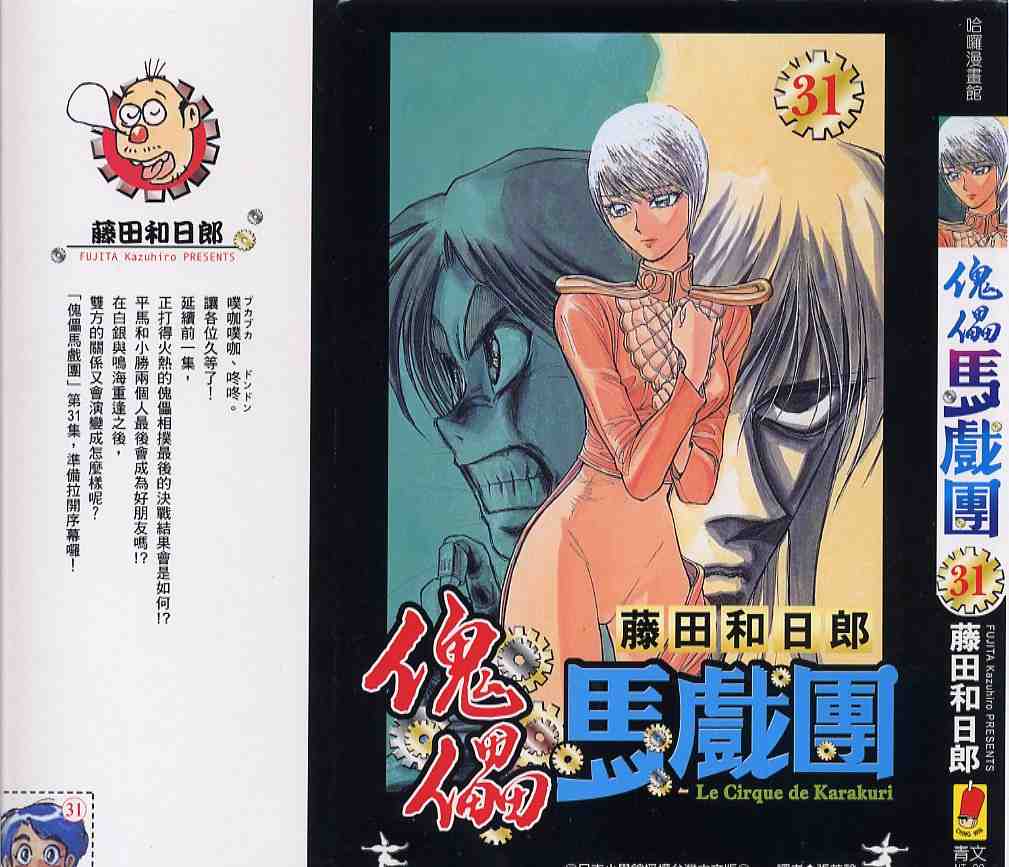 藤田和日郎
FUJITA Kazuhiro PRESENTS
噗咖噗咖、咚咚。
プカプカ
ドンドン
讓各位久等了!
延續前一集,
正打得火熱的傀儡相撲最後的決戰結果會是如何!?
平馬和小勝兩個人最後會成為好朋友嗎!?
在白銀與鳴海重逢之後,
雙方的關係又會演變成怎麼樣呢?
「傀儡馬戲團」第31集,準備拉開序幕囉!
31
31
藤田和日郎
傀儡
馬戲團
Le Cirque de Karakuri
哈囉漫畫館
傀儡馬戲團
31
藤田和日郎
FUJITA Kazuhiro PRESENTS
CHING WIN
青文